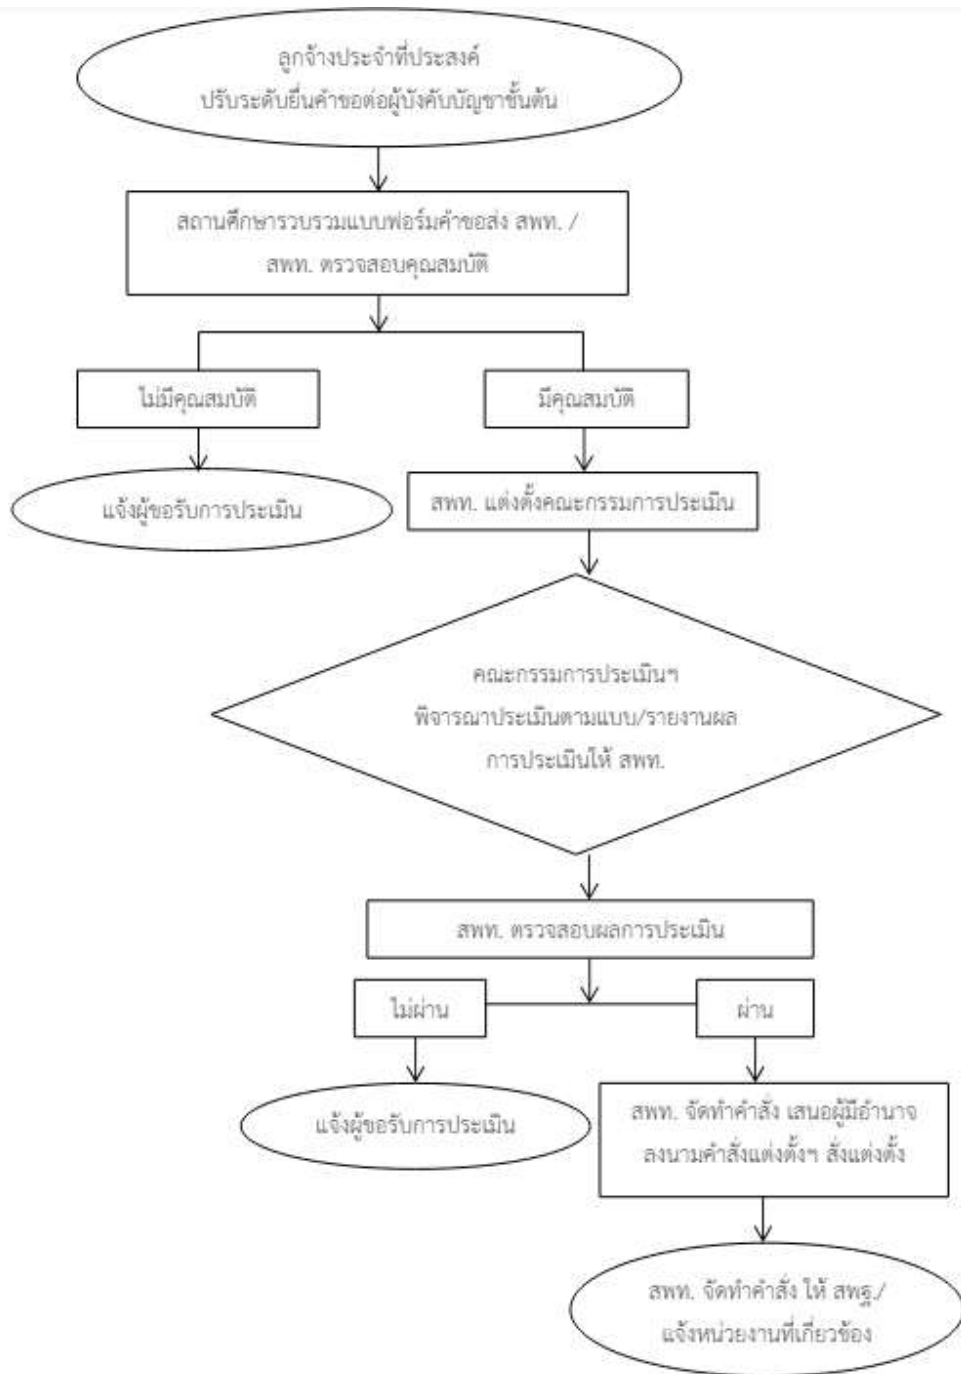 ลูกจ้างประจำที่ประสงค์
ปรับระดับยื่นคำขอต่อผู้บังคับบัญชาชั้นต้น
สถานศึกษารวบรวมแบบฟอร์มคำขอส่ง สพท. /
สพท. ตรวจสอบคุณสมบัติ
ไม่มีคุณสมบัติ
มีคุณสมบัติ
แจ้งผู้ขอรับการประเมิน
สพท. แต่งตั้งคณะกรรมการประเมิน
คณะกรรมการประเมินฯ
พิจารณาประเมินตามแบบ/รายงานผล
การประเมินให้ สพท.
สพท. ตรวจสอบผลการประเมิน
ไม่ผ่าน
ผ่าน
แจ้งผู้ขอรับการประเมิน
สพท. จัดทำคำสั่ง เสนอผู้มีอำนาจ
ลงนามคำสั่งแต่งตั้งฯ สั่งแต่งตั้ง
สพท. จัดทำคำสั่ง ให้ สพฐ./
แจ้งหน่วยงานที่เกี่ยวข้อง